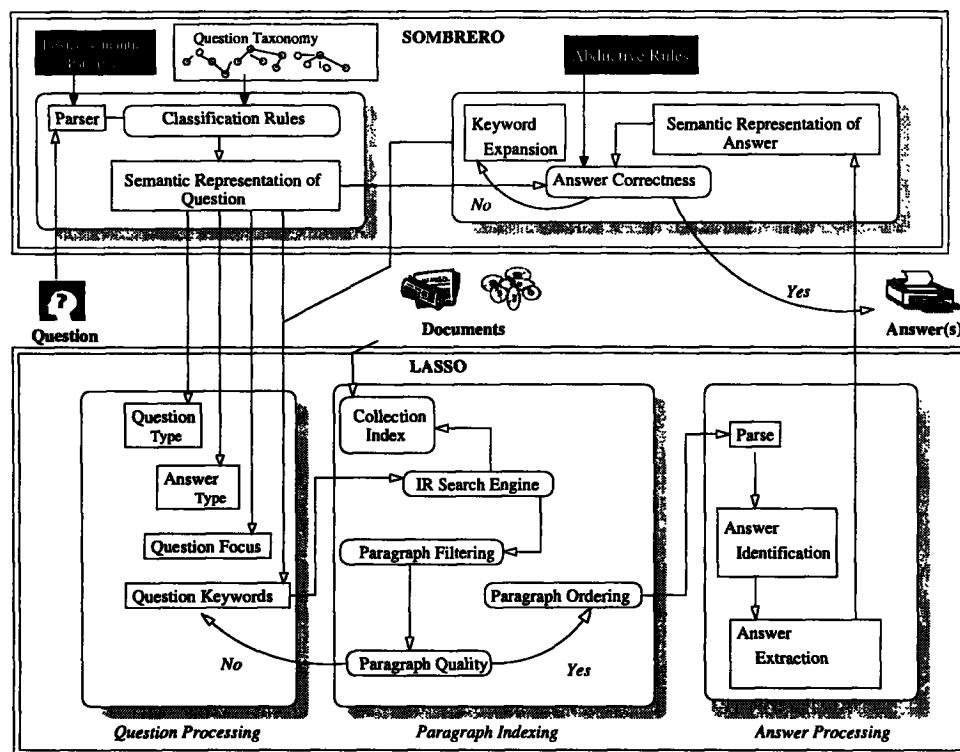 Question Taxonomy
SOMBRERO
Abductive Rules
Parser
Classification Rules
Keyword
Expansion
Semantic Representation of
Answer
Semantic Representation of
Question
Answer Correctness
No
Yes
Question
Documents
Answer(s)
LASSO
Question
Type
Collection
Index
Parse
Answer
Type
IR Search Engine
Question Focus
Paragraph Filtering
Answer
Identification
Question Keywords
Paragraph Ordering
Answer
Extraction
No
Paragraph Quality
Yes
Question Processing
Paragraph Indexing
Answer Processing